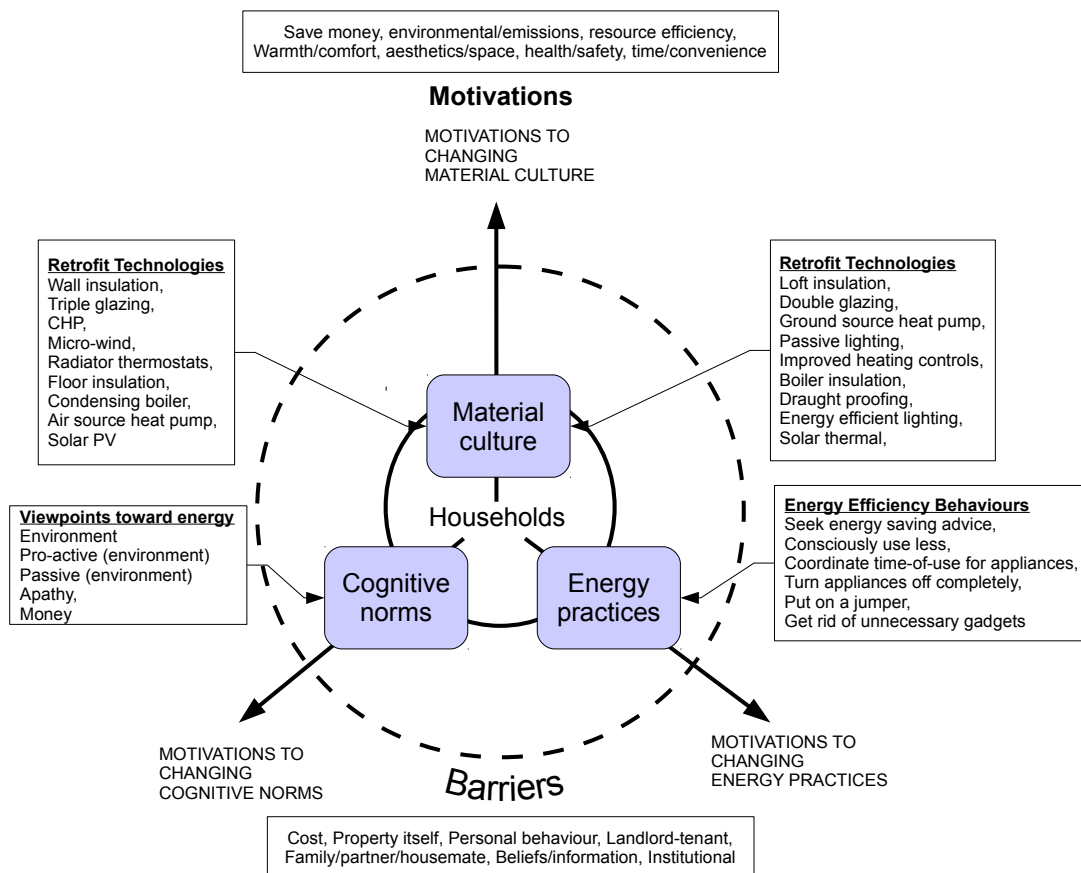 Save money, environmental/emissions, resource efficiency,
Warmth/comfort, aesthetics/space, health/safety, time/convenience
Motivations
MOTIVATIONS TO
CHANGING
MATERIAL CULTURE
Retrofit Technologies
Wall insulation,
Triple glazing,
CHP,
Micro-wind,
Radiator thermostats,
Floor insulation,
Condensing boiler,
Air source heat pump,
Solar PV
Retrofit Technologies
Loft insulation,
Double glazing,
Ground source heat pump,
Passive lighting,
Improved heating controls,
Boiler insulation,
Draught proofing,
Energy efficient lighting,
Solar thermal,
Material
culture
Households
Viewpoints toward energy
Environment
Pro-active (environment)
Passive (environment)
Apathy,
Money
Cognitive
norms
Energy
practices
Energy Efficiency Behaviours
Seek energy saving advice,
Consciously use less,
Coordinate time-of-use for appliances,
Turn appliances off completely,
Put on a jumper,
Get rid of unnecessary gadgets
MOTIVATIONS TO
CHANGING
COGNITIVE NORMS
MOTIVATIONS TO
CHANGING
ENERGY PRACTICES
Barriers
Cost, Property itself, Personal behaviour, Landlord-tenant,
Family/partner/housemate, Beliefs/information, Institutional